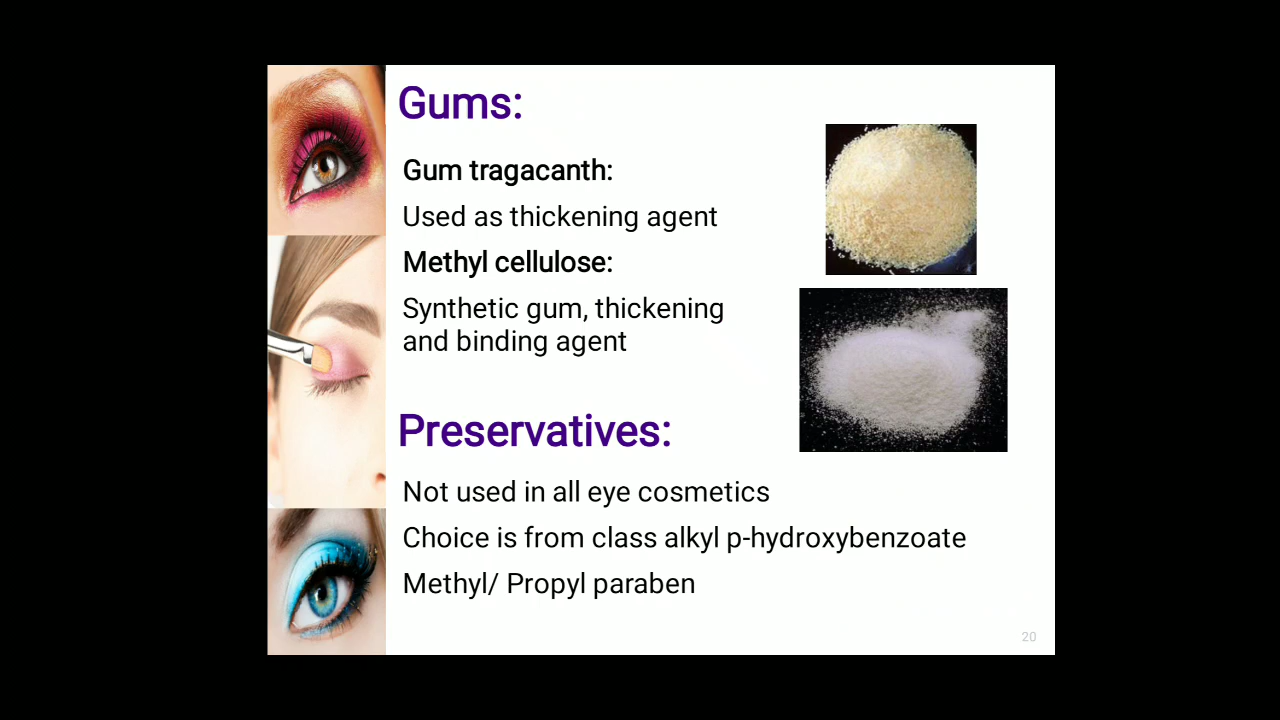 Gums:
Gum tragacanth:
Used as thickening agent
Methyl cellulose:
Synthetic gum, thickening
and binding agent
Preservatives:
Not used in all eye cosmetics
Choice is from class alkyl p-hydroxybenzoate
Methyl/ Propyl paraben
20